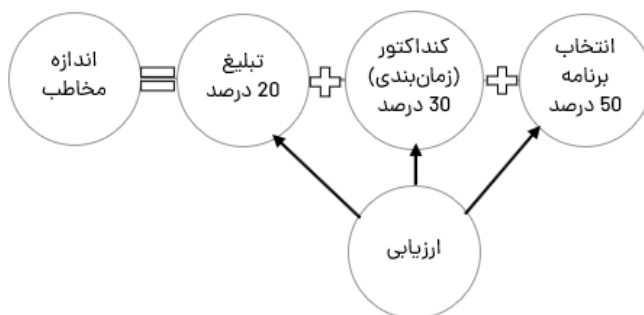 انتخاب
برنامه
50 درصد
کنداکتور
(زمان‌بندی)
30 درصد
تبلیغ
20 درصد
اندازه
مخاطب
ارزیابی